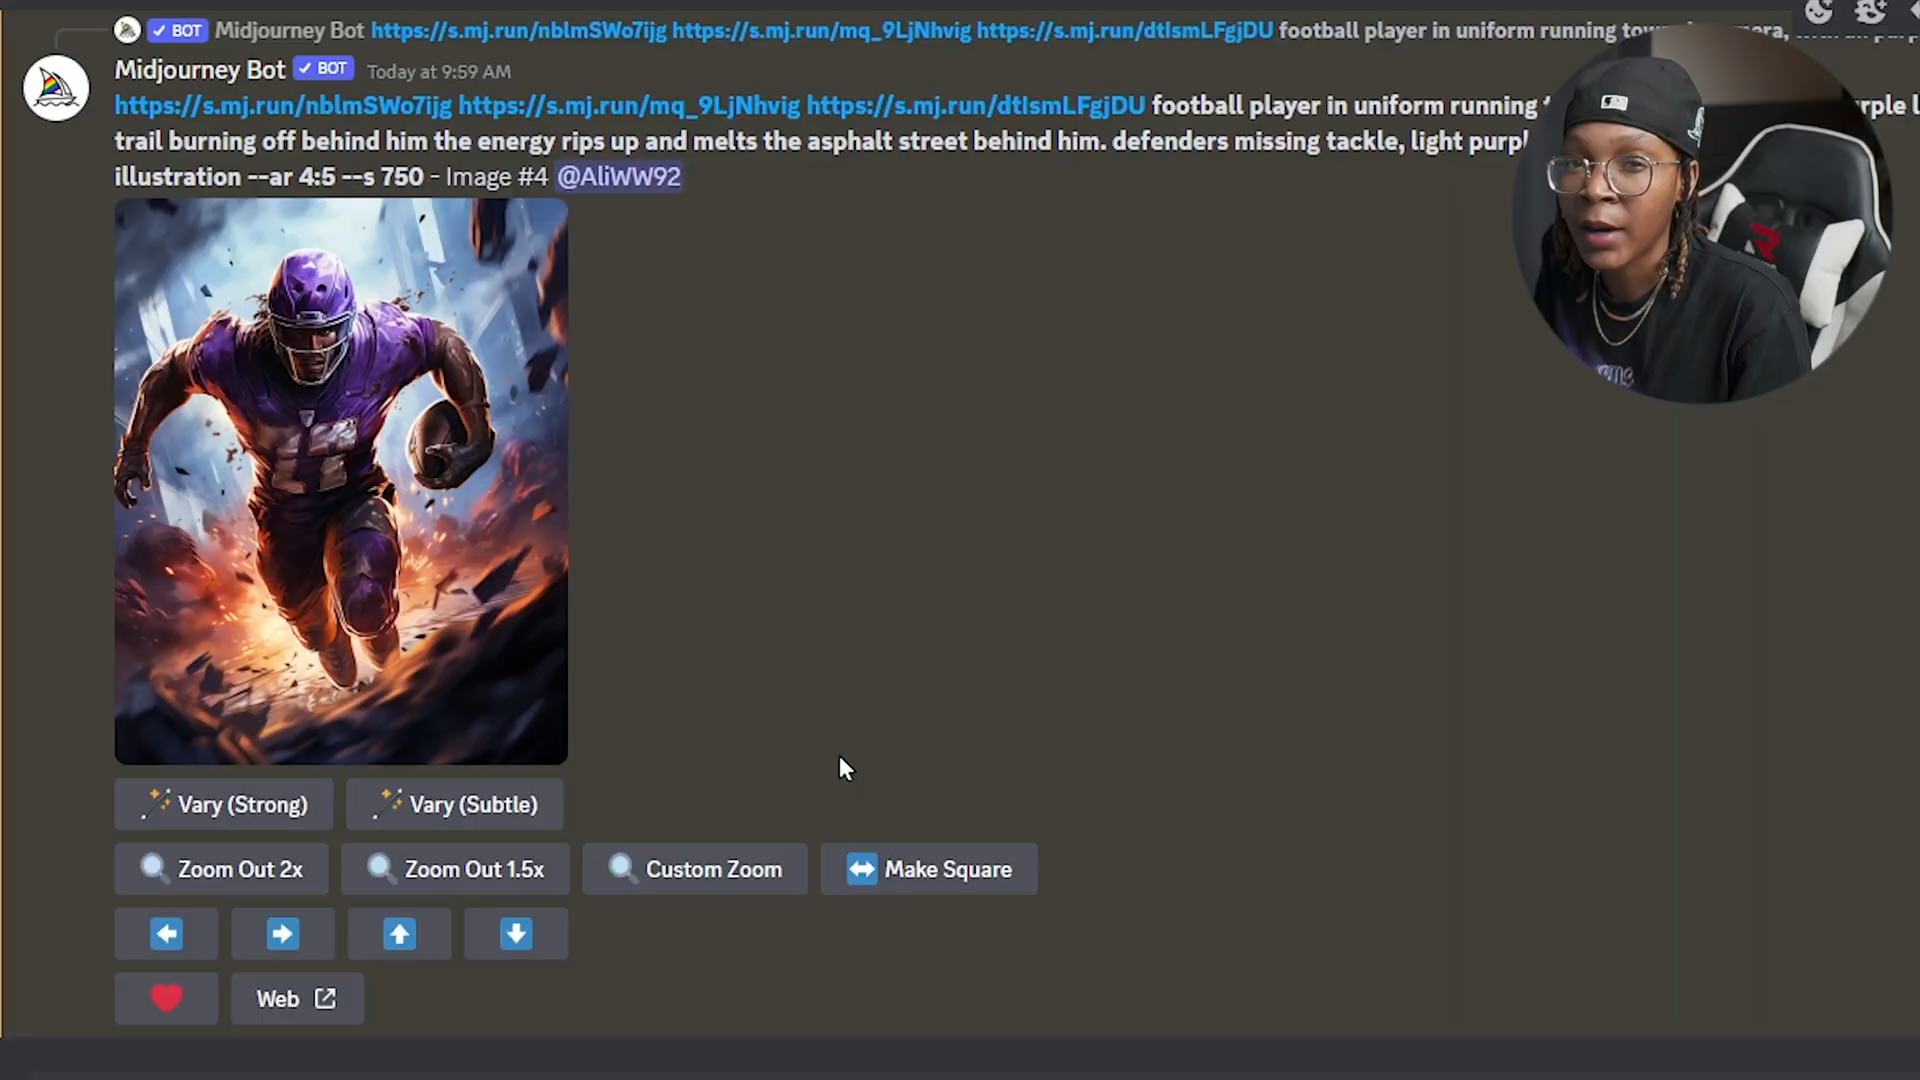 BOT Midjourney Bot https://s.mj.run/nblmSWo7ijg https://s.mj.run/mq_9LjNhvig https://s.mj.run/dtIsmLFgjDU football player in uniform running
Midjourney Bot BOT Today at 9:59 AM
https://s.mj.run/nblmSWo7ijg https://s.mj.run/mq_9LjNhvig https://s.mj.run/dtIsmLFgjDU football player in uniform running
trail burning off behind him the energy rips up and melts the asphalt street behind him. defenders missing tackle, light purpl
illustration --ar 4:5 --s 750 - Image #4 @AliWW92
Vary (Strong) Vary (Subtle)
Zoom Out 2x Zoom Out 1.5x Custom Zoom Make Square
Web